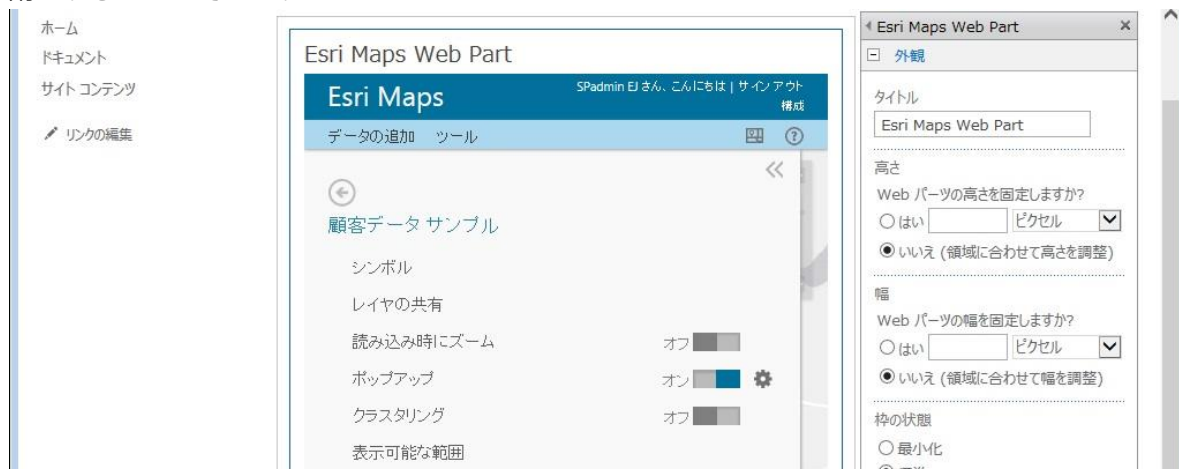 ホーム
ドキュメント
サイト コンテンツ
リンクの編集
Esri Maps Web Part
Esri Maps
SPadmin EJ さん、こんにちは | サインアウト
構成
データの追加 ツール
顧客データ サンプル
シンボル
レイヤの共有
読み込み時にズーム オフ
ポップアップ オン
クラスタリング オフ
表示可能な範囲
Esri Maps Web Part
外観
タイトル
Esri Maps Web Part
高さ
Web パーツの高さを固定しますか?
はい ピクセル
いいえ (領域に合わせて高さを調整)
幅
Web パーツの幅を固定しますか?
はい ピクセル
いいえ (領域に合わせて幅を調整)
枠の状態
最小化